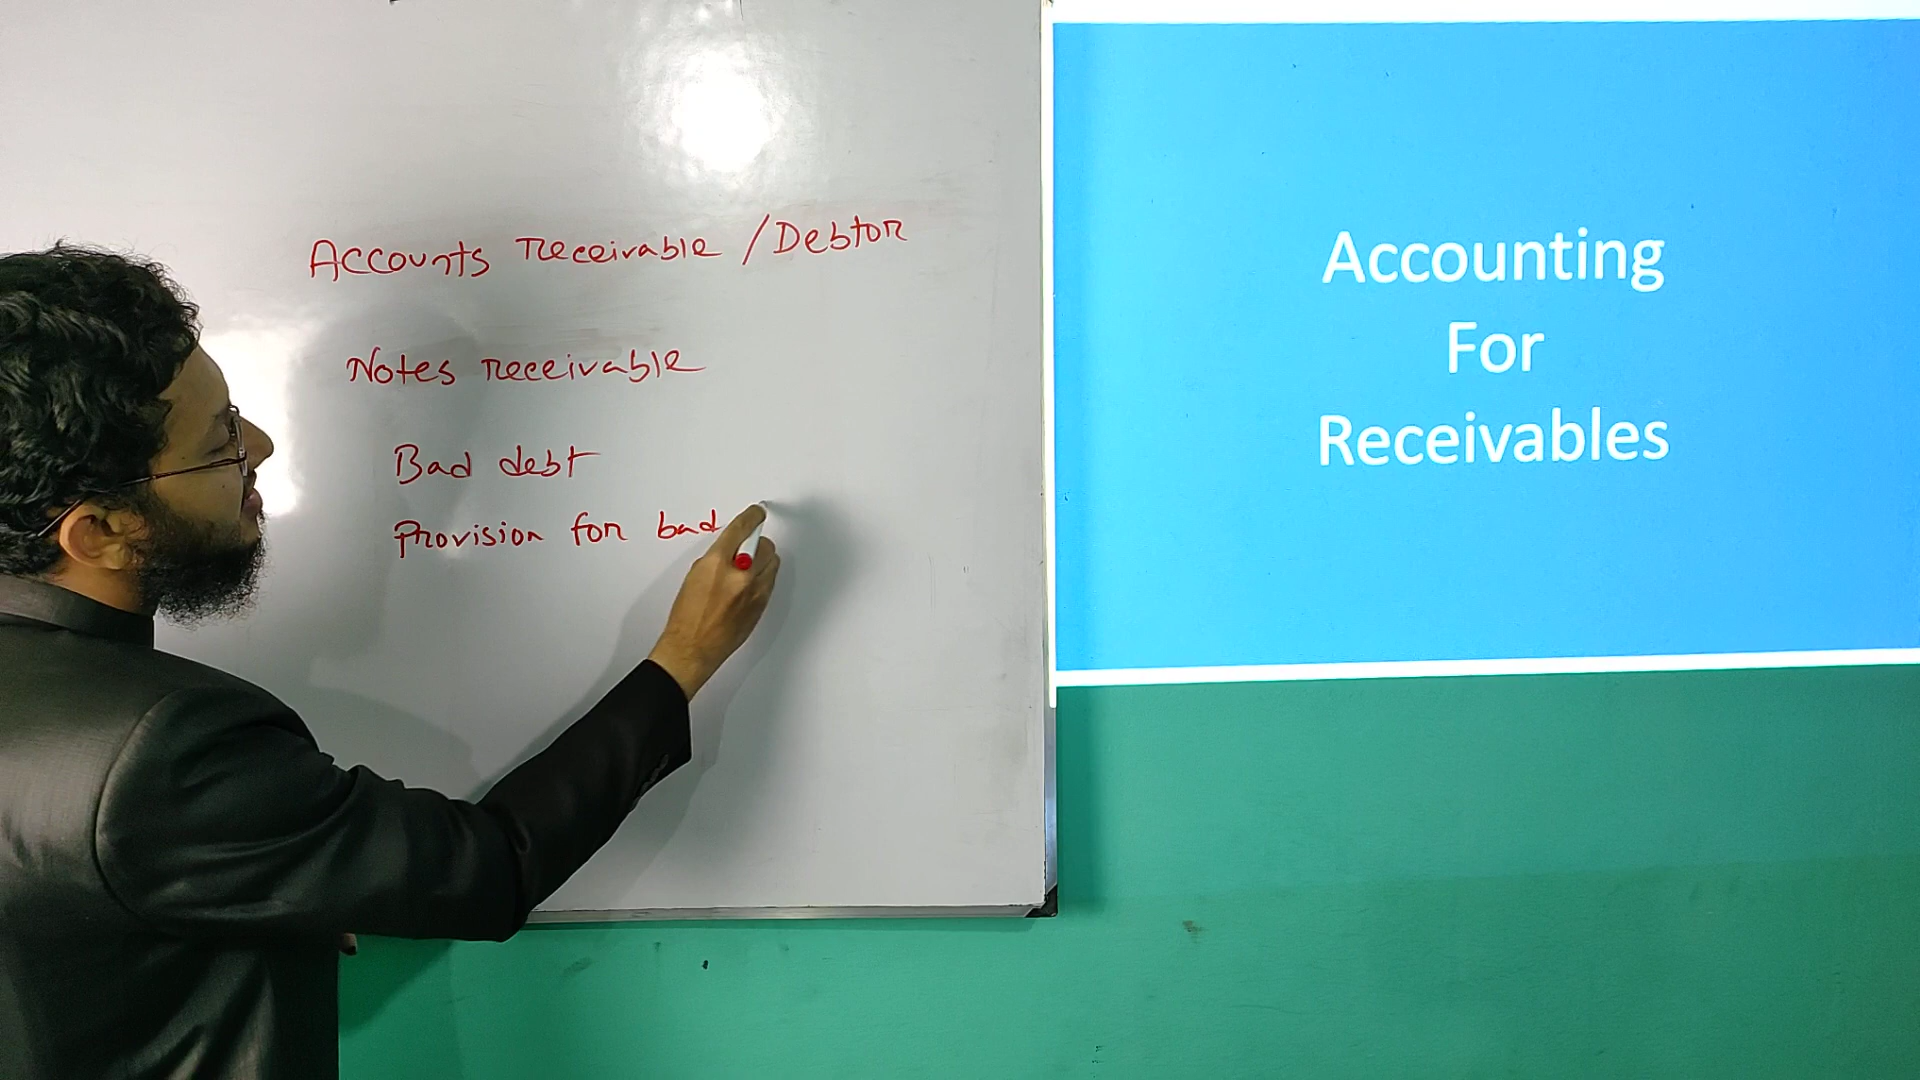 Accounts receivable / Debtor
Notes receivable
Bad debt
Provision for bad
Accounting
For
Receivables